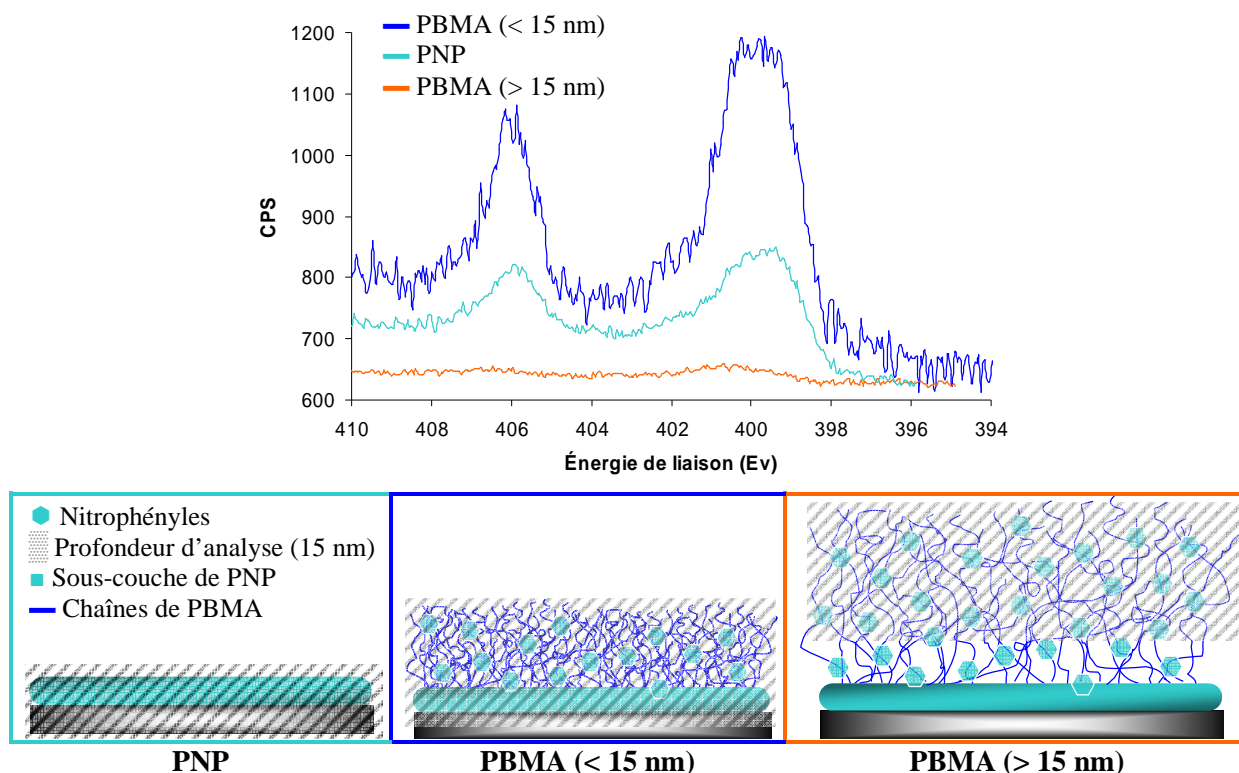 PBMA (< 15 nm)
PNP
PBMA (> 15 nm)
1200
1100
1000
900
800
700
600
CPS
410 408 406 404 402 400 398 396 394
Énergie de liaison (Ev)
Nitrophényles
Profondeur d'analyse (15 nm)
Sous-couche de PNP
Chaînes de PBMA
PNP
PBMA (< 15 nm)
PBMA (> 15 nm)